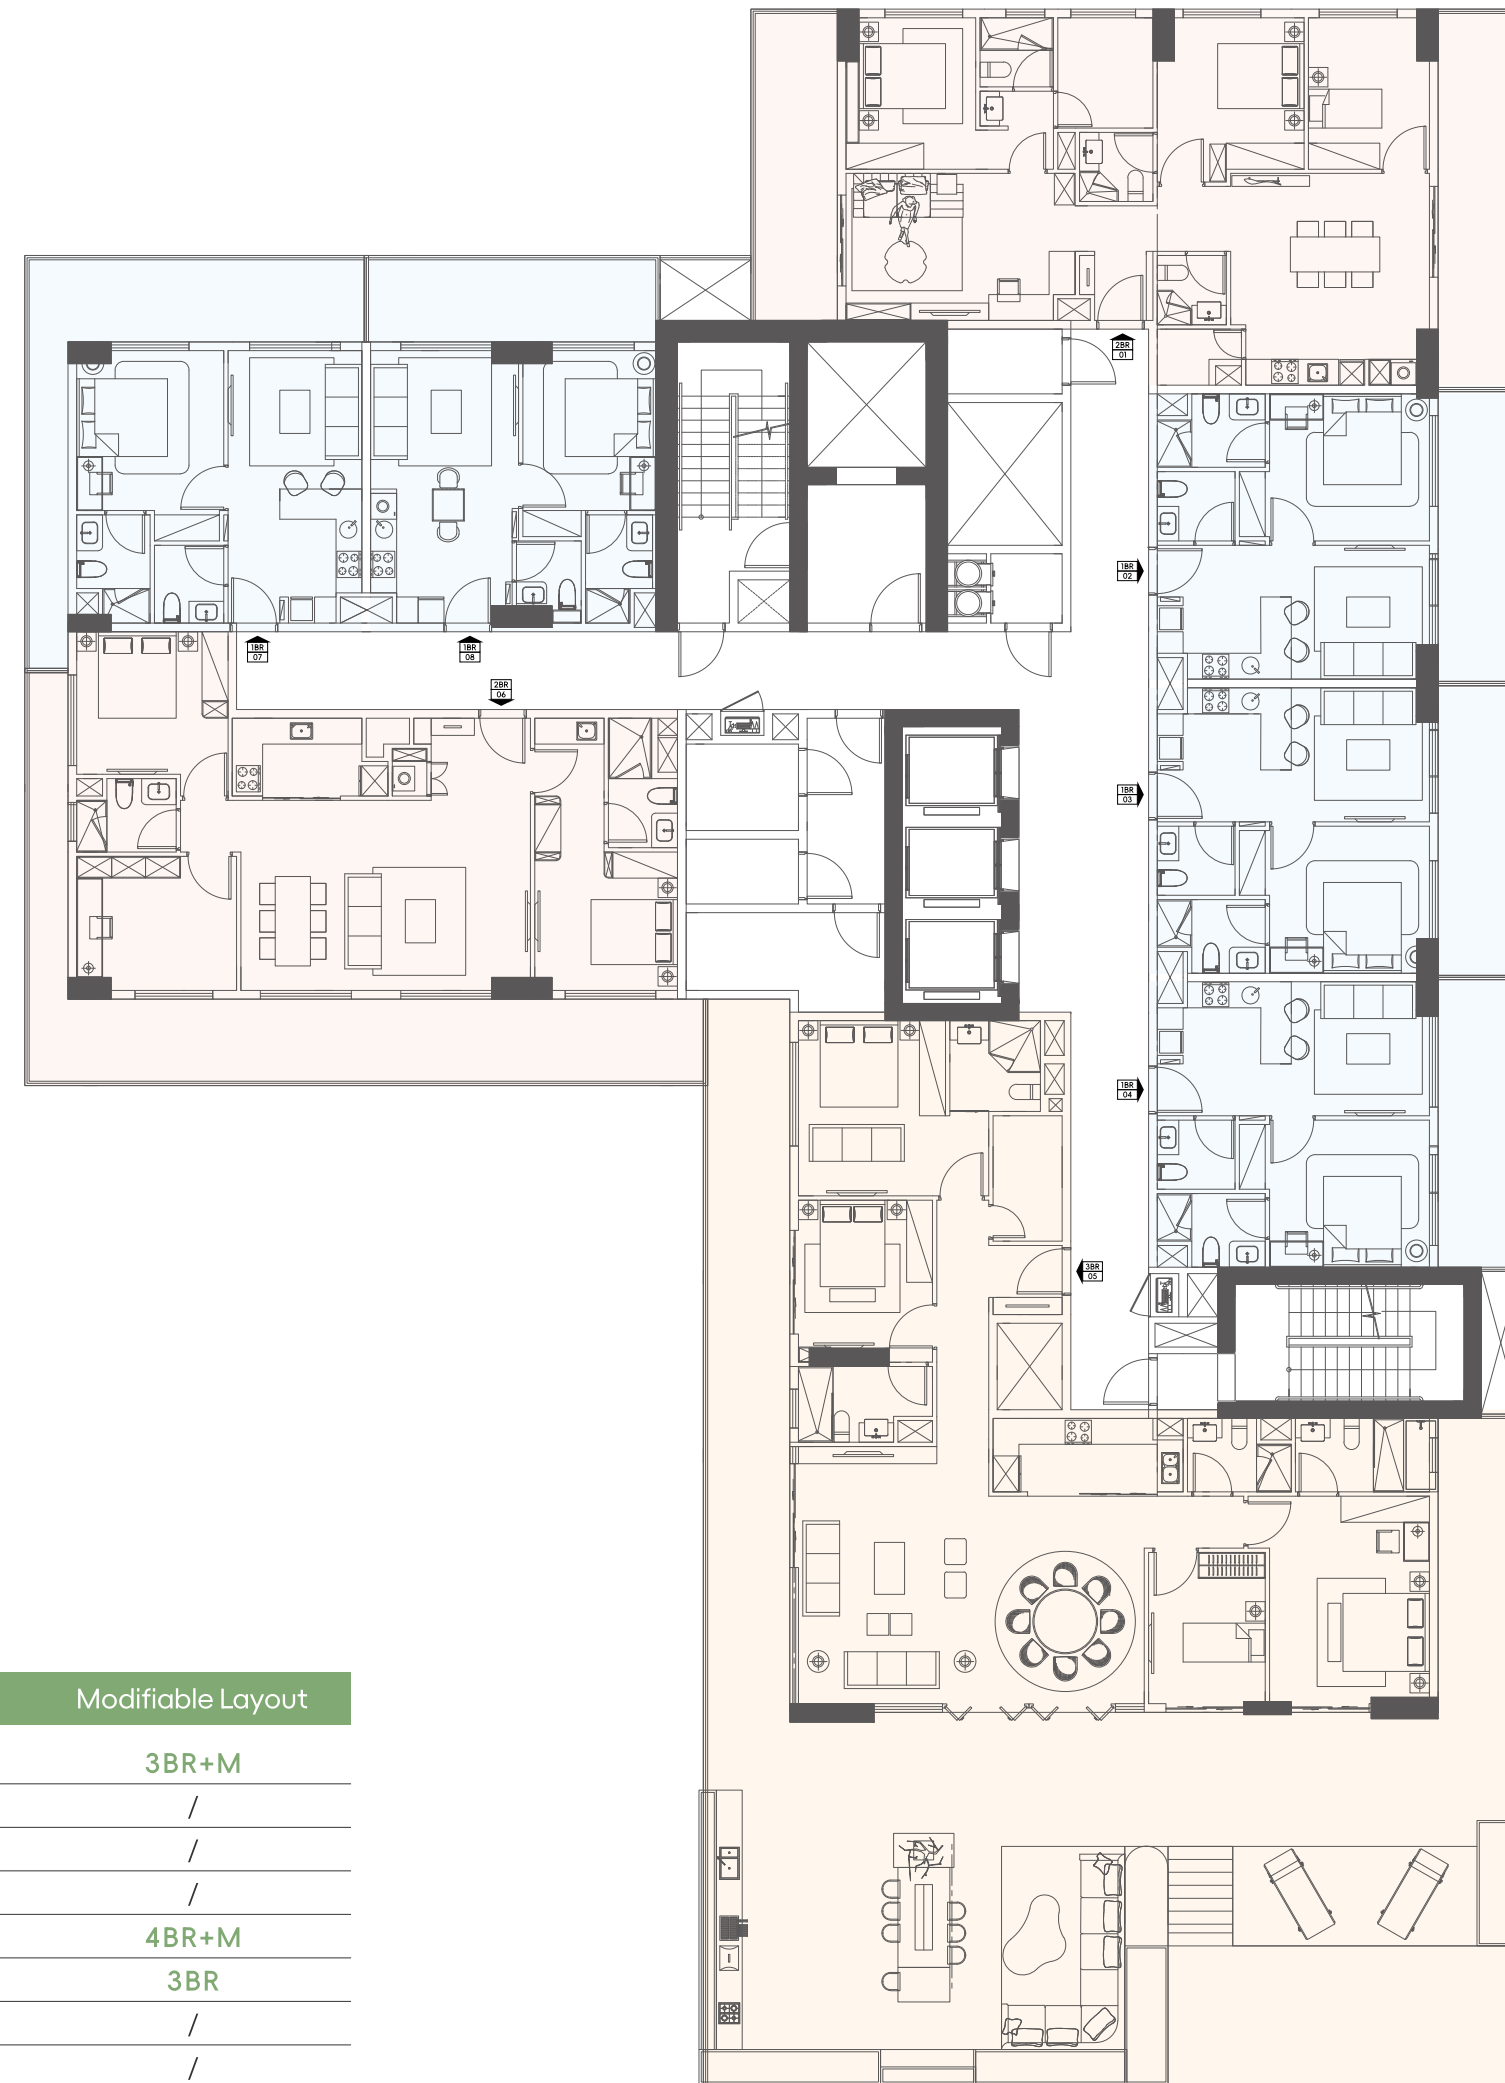 2BR
01
1BR
02
1BR
07
1BR
08
2BR
06
1BR
03
1BR
04
3BR
05
Modifiable Layout
3BR+M
/
/
/
4BR+M
3BR
/
/